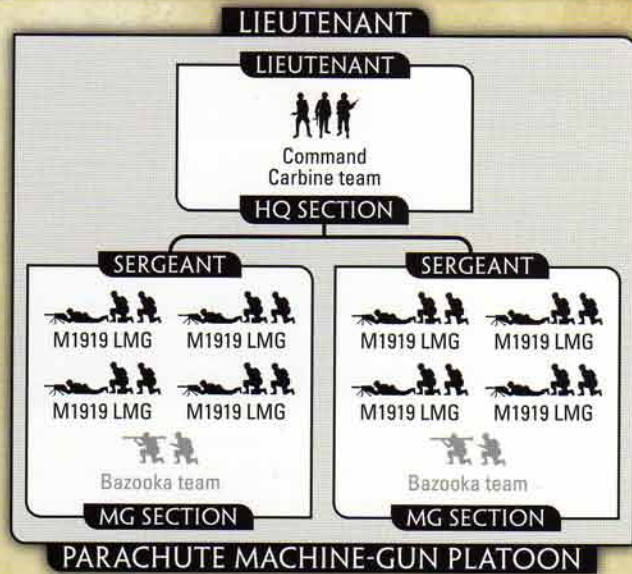 LIEUTENANT
LIEUTENANT
Command
Carbine team
HQ SECTION
SERGEANT
M1919 LMG M1919 LMG
M1919 LMG M1919 LMG
Bazooka team
MG SECTION
SERGEANT
M1919 LMG M1919 LMG
M1919 LMG M1919 LMG
Bazooka team
MG SECTION
PARACHUTE MACHINE-GUN PLATOON